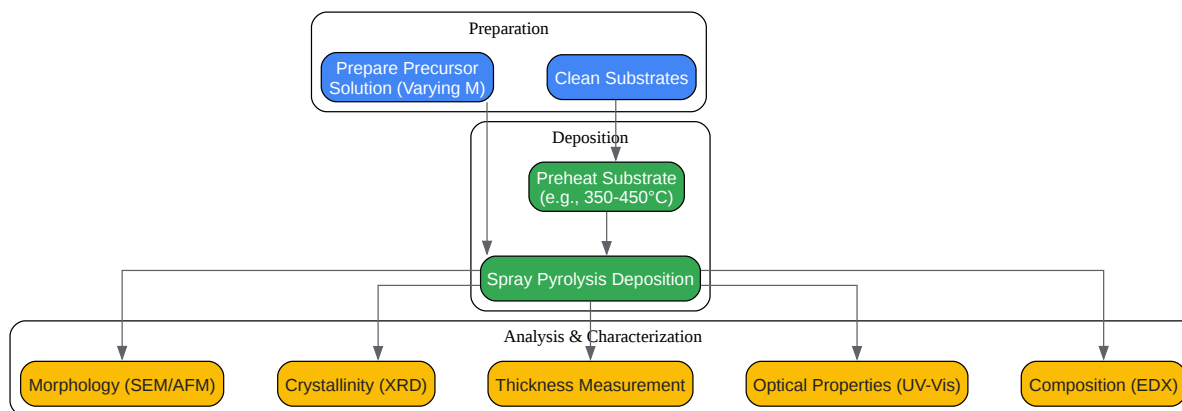 Preparation
Prepare Precursor
Solution (Varying M)
Clean Substrates
Deposition
Preheat Substrate
(e.g., 350-450°C)
Spray Pyrolysis Deposition
Analysis & Characterization
Morphology (SEM/AFM)
Crystallinity (XRD)
Thickness Measurement
Optical Properties (UV-Vis)
Composition (EDX)